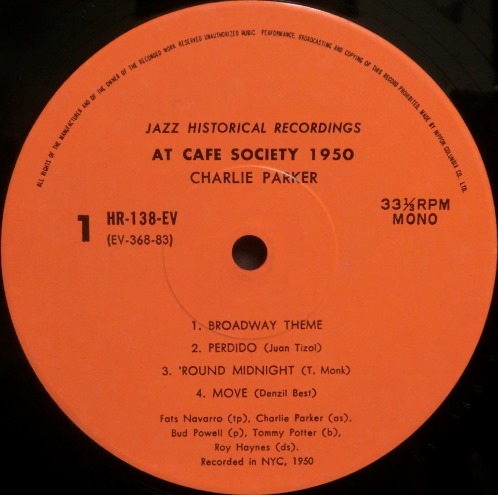 ALL RIGHTS OF THE MANUFACTURER AND OF THE OWNER OF THE RECORDED WORK RESERVED UNAUTHORIZED PUBLIC PERFORMANCE BROADCASTING AND COPYING OF THIS RECORD PROHIBITED MADE BY NIPPON COLUMBIA CO., LTD.
JAZZ HISTORICAL RECORDINGS
AT CAFE SOCIETY 1950
CHARLIE PARKER
1 HR-138-EV
(EV-368-83)
33⅓RPM
MONO
1. BROADWAY THEME
2. PERDIDO (Juan Tizol)
3. 'ROUND MIDNIGHT (T. Monk)
4. MOVE (Denzil Best)
Fats Navarro (tp), Charlie Parker (as).
Bud Powell (p), Tommy Potter (b),
Roy Haynes (ds).
Recorded in NYC, 1950